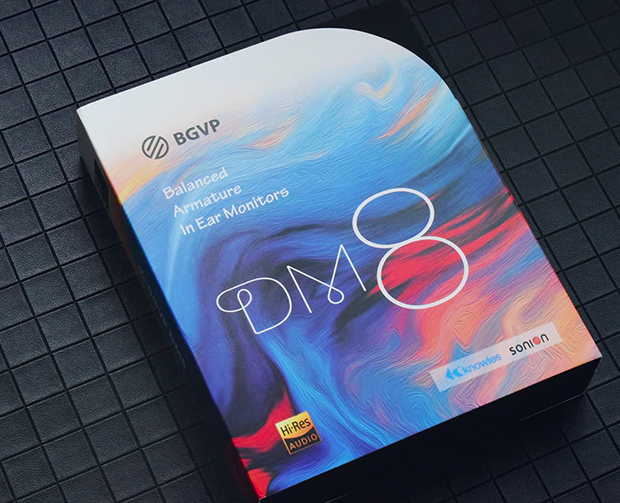 BGVP
Balanced
Armature
In Ear Monitors
DM8
knowles sonion
Hi-Res
AUDIO